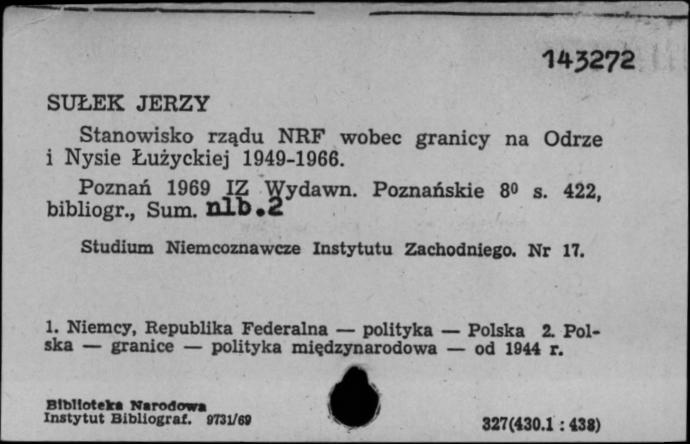 143272
SUŁEK JERZY
Stanowisko rządu NRF wobec granicy na Odrze
i Nysie Łużyckiej 1949-1966.
Poznań 1969 IZ Wydawn. Poznańskie 8⁰ s. 422,
bibliogr., Sum. nlb.2
Studium Niemcoznawcze Instytutu Zachodniego. Nr 17.
1. Niemcy, Republika Federalna — polityka — Polska 2. Pol-
ska — granice — polityka międzynarodowa — od 1944 r.
Biblioteka Narodowa
Instytut Bibliograf. 9731/69
327(430.1 : 438)